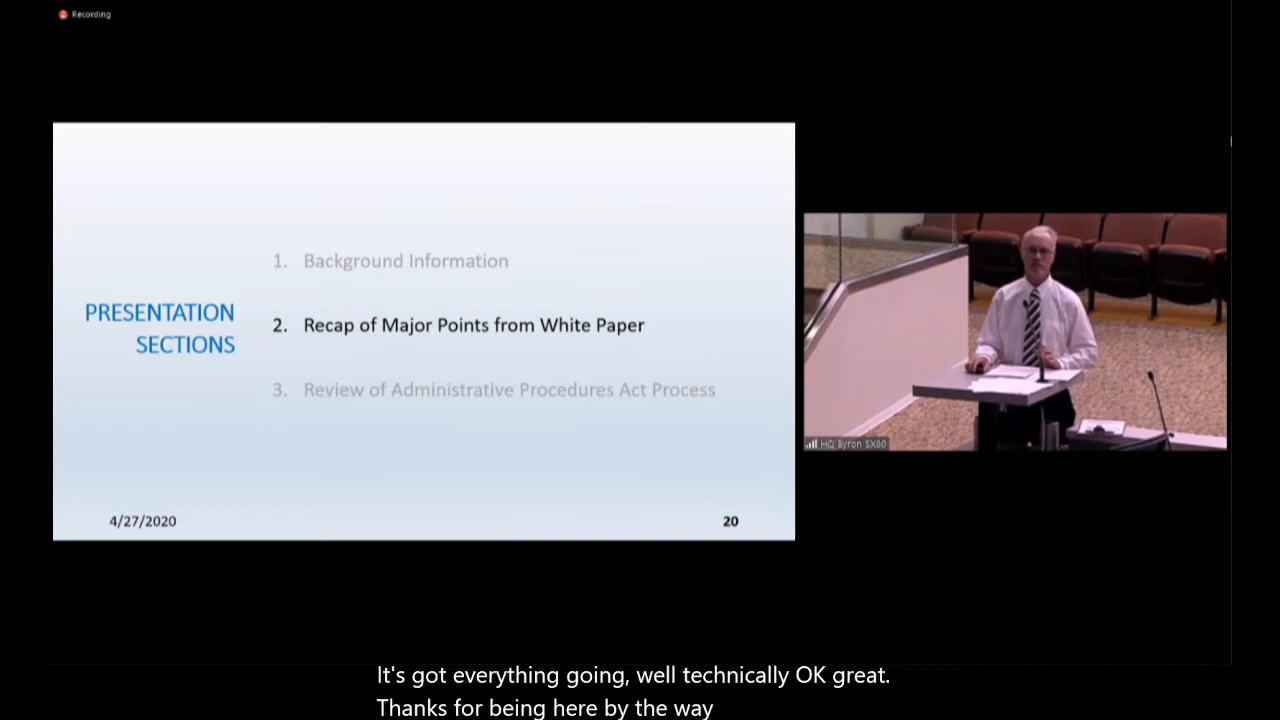 Recording
1. Background Information
PRESENTATION
SECTIONS
2. Recap of Major Points from White Paper
3. Review of Administrative Procedures Act Process
4/27/2020
20
HQ Byron SX80
It's got everything going, well technically OK great.
Thanks for being here by the way